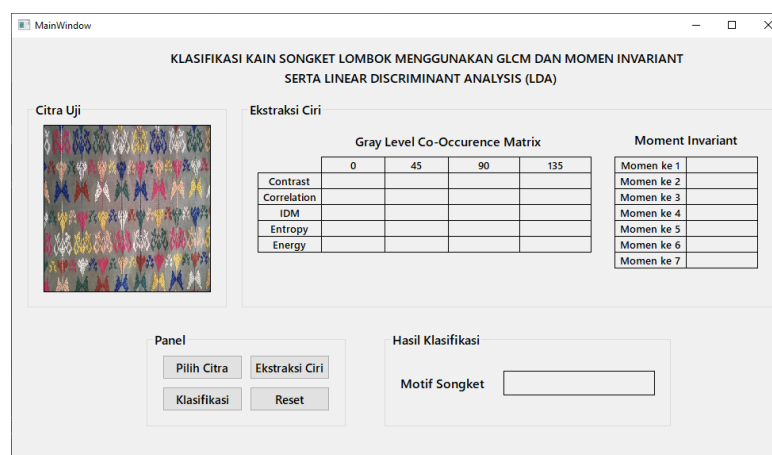 MainWindow
KLASIFIKASI KAIN SONGKET LOMBOK MENGGUNAKAN GLCM DAN MOMEN INVARIANT
SERTA LINEAR DISCRIMINANT ANALYSIS (LDA)
Citra Uji
Ekstraksi Ciri
Gray Level Co-Occurence Matrix
0 45 90 135
Contrast
Correlation
IDM
Entropy
Energy
Moment Invariant
Momen ke 1
Momen ke 2
Momen ke 3
Momen ke 4
Momen ke 5
Momen ke 6
Momen ke 7
Panel
Pilih Citra Ekstraksi Ciri
Klasifikasi Reset
Hasil Klasifikasi
Motif Songket